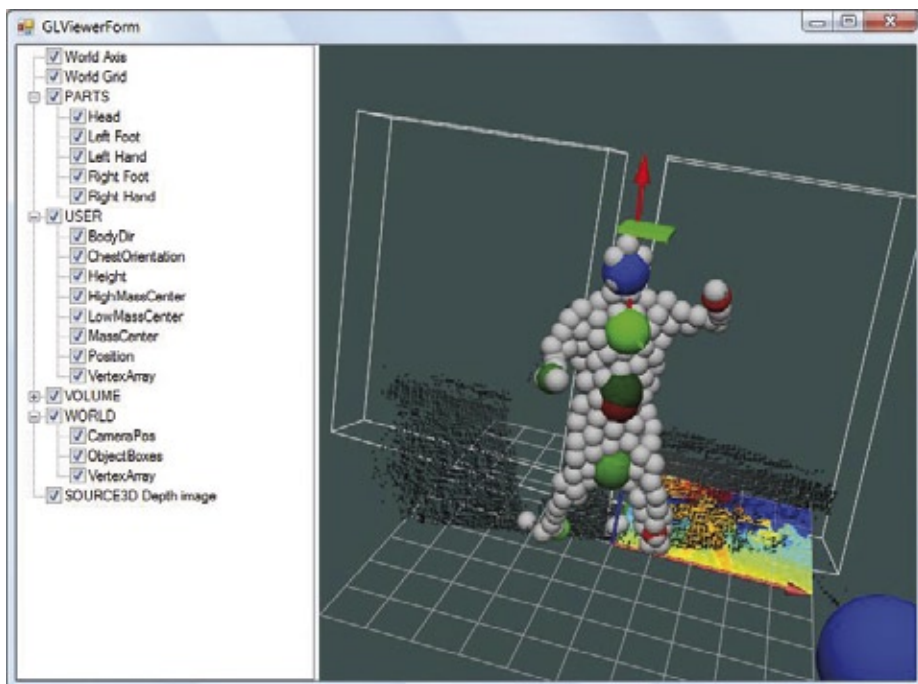 GLViewerForm
World Axis
World Grid
PARTS
Head
Left Foot
Left Hand
Right Foot
Right Hand
USER
BodyDir
ChestOrientation
Height
HighMassCenter
LowMassCenter
MassCenter
Position
VertexArray
VOLUME
WORLD
CameraPos
ObjectBoxes
VertexArray
SOURCE3D Depth image